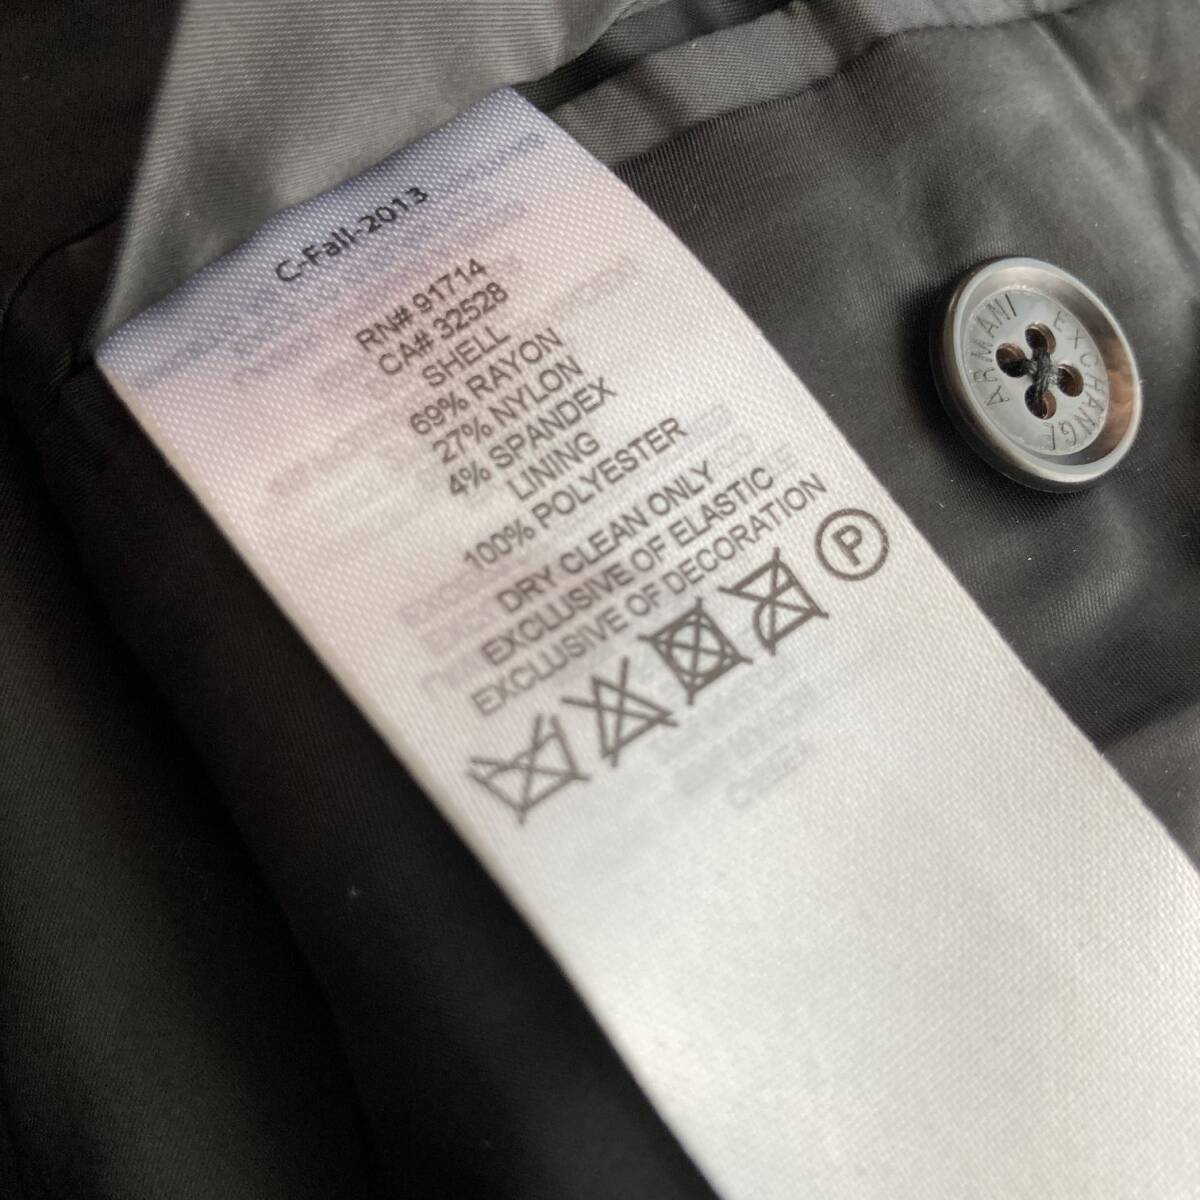 C-Fall-2013
RN# 91714
CA# 32528
SHELL
69% RAYON
27% NYLON
4% SPANDEX
LINING
100% POLYESTER
DRY CLEAN ONLY
EXCLUSIVE OF ELASTIC
EXCLUSIVE OF DECORATION
P
ARMANI EXCHANGE